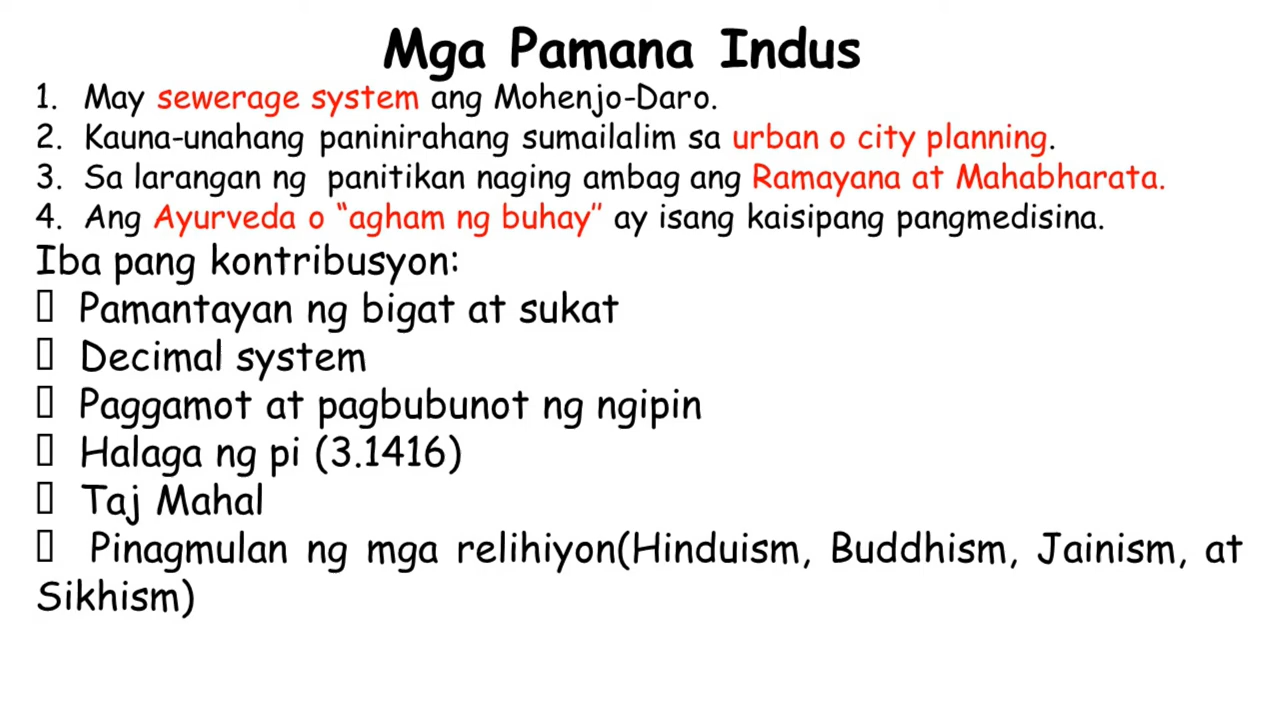 Mga Pamana Indus
1. May sewerage system ang Mohenjo-Daro.
2. Kauna-unahang paninirahang sumailalim sa urban o city planning.
3. Sa larangan ng panitikan naging ambag ang Ramayana at Mahabharata.
4. Ang Ayurveda o “agham ng buhay” ay isang kaisipang pangmedisina.
Iba pang kontribusyon:
▯ Pamantayan ng bigat at sukat
▯ Decimal system
▯ Paggamot at pagbubunot ng ngipin
▯ Halaga ng pi (3.1416)
▯ Taj Mahal
▯ Pinagmulan ng mga relihiyon(Hinduism, Buddhism, Jainism, at
Sikhism)